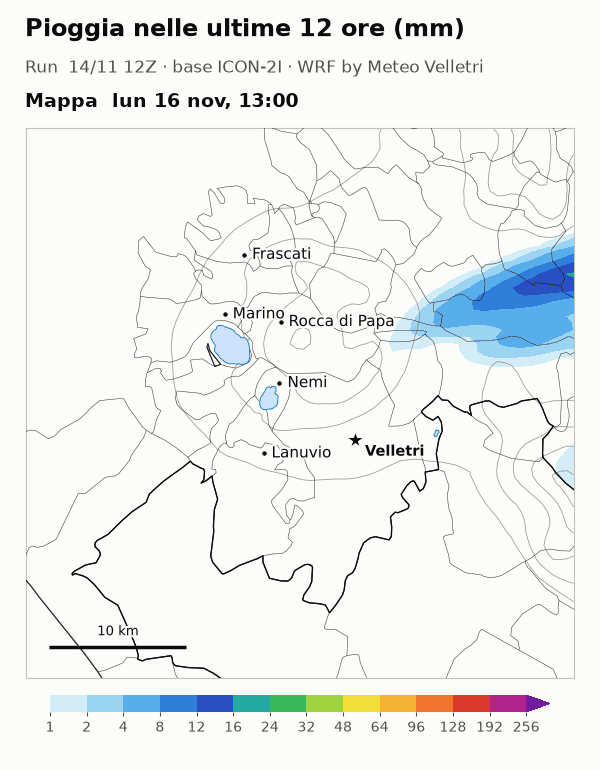 Pioggia nelle ultime 12 ore (mm)
Run  14/11 12Z · base ICON-2I · WRF by Meteo Velletri
Mappa  lun 16 nov, 13:00
Frascati
Marino
Rocca di Papa
Nemi
Velletri
Lanuvio
10 km
1 2 4 8 12 16 24 32 48 64 96 128 192 256